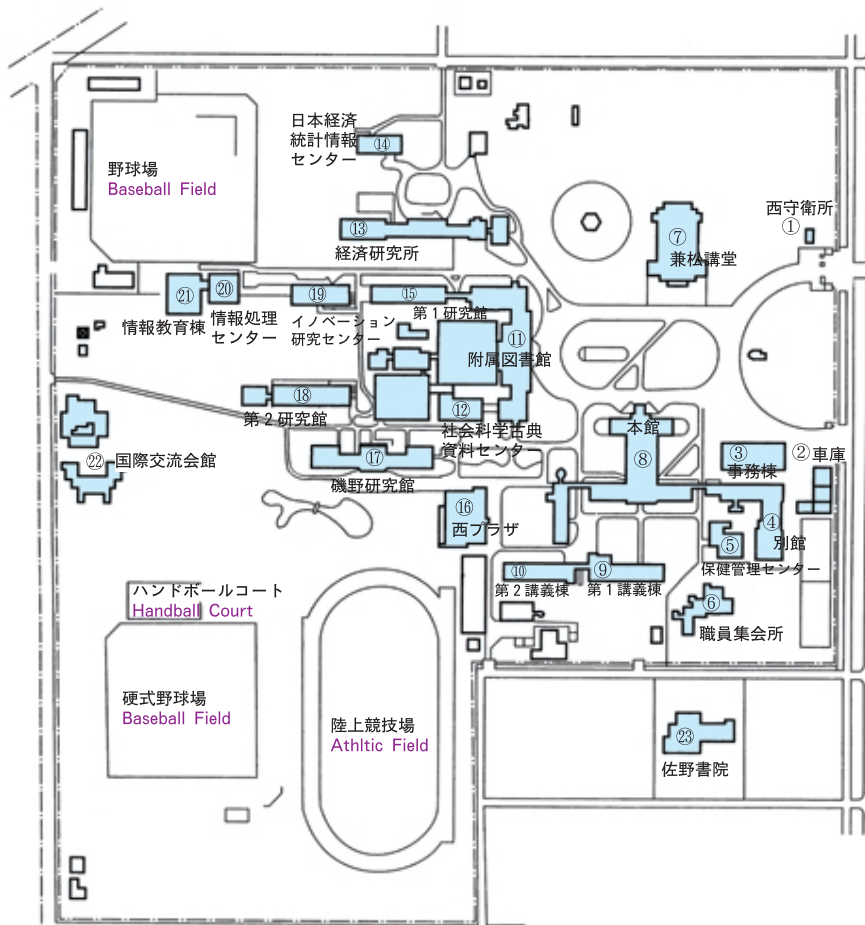 日本経済
統計情報
センター
⑭
野球場
Baseball Field
西守衛所
①
⑦
兼松講堂
⑬
経済研究所
㉑
⑳
⑲
⑮
情報教育棟
情報処理
センター
イノベーション
研究センター
第1研究館
⑪
附属図書館
⑱
第2研究館
⑫
社会科学古典
資料センター
本館
⑧
③
事務棟
②車庫
㉒国際交流会館
⑰
磯野研究館
⑯
西プラザ
④
別館
⑤
保健管理センター
⑩
第2講義棟
⑨
第1講義棟
⑥
職員集会所
ハンドボールコート
Handball Court
硬式野球場
Baseball Field
陸上競技場
Athltic Field
㉓
佐野書院